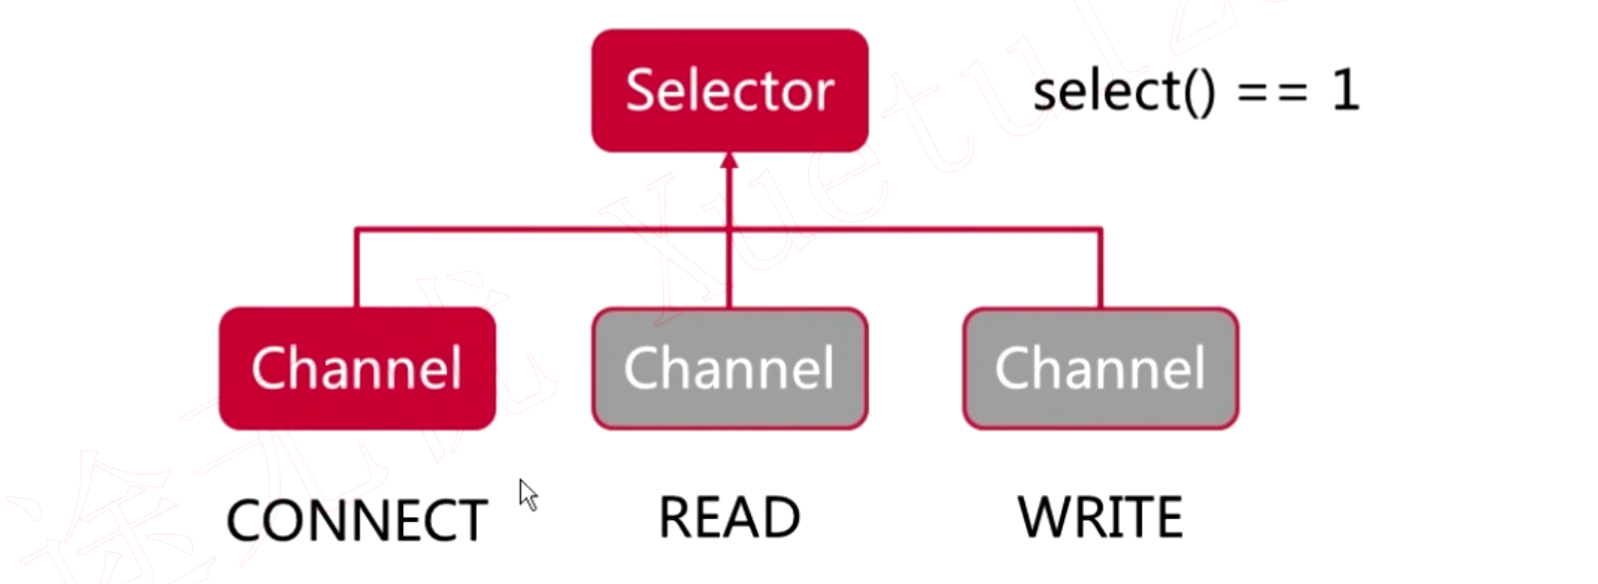 Selector
select() == 1
Channel
Channel
Channel
CONNECT
READ
WRITE